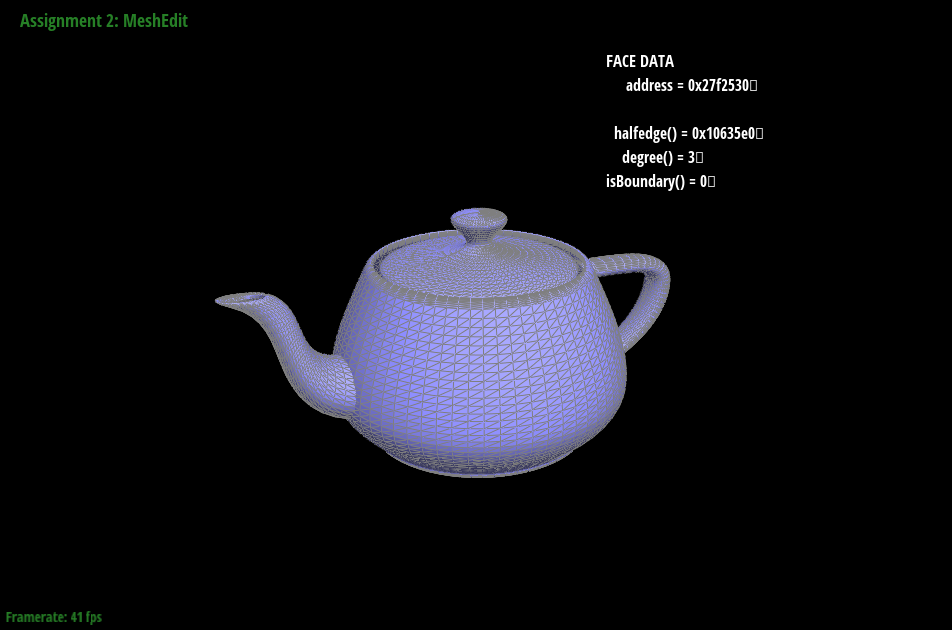 Assignment 2: MeshEdit
FACE DATA
address = 0x27f2530
halfedge() = 0x10635e0
degree() = 3
isBoundary() = 0
Framerate: 41 fps